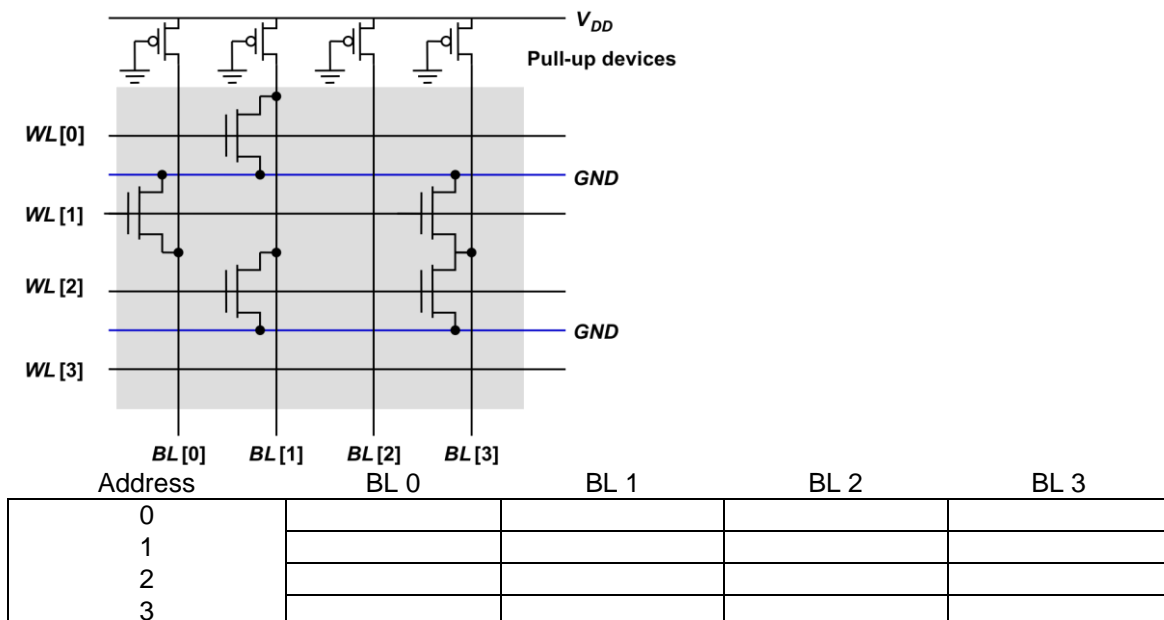 V_DD
Pull-up devices
WL[0]
GND
WL[1]
WL[2]
GND
WL[3]
BL[0] BL[1] BL[2] BL[3]
Address BL 0 BL 1 BL 2 BL 3
0
1
2
3